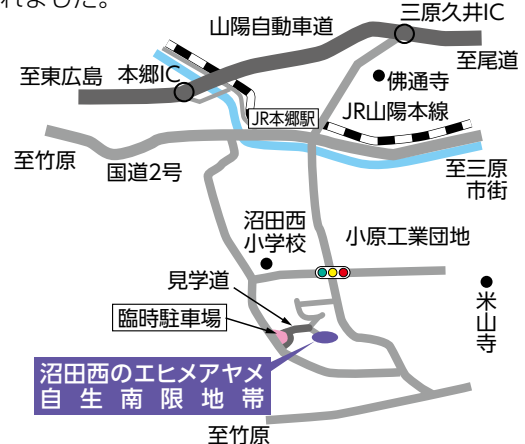 れました。
三原久井IC
山陽自動車道
至尾道
至東広島
本郷IC
佛通寺
JR本郷駅
JR山陽本線
至竹原
国道2号
至三原
市街
沼田西
小学校
小原工業団地
見学道
米山寺
臨時駐車場
沼田西のエヒメアヤメ
自生南限地帯
至竹原